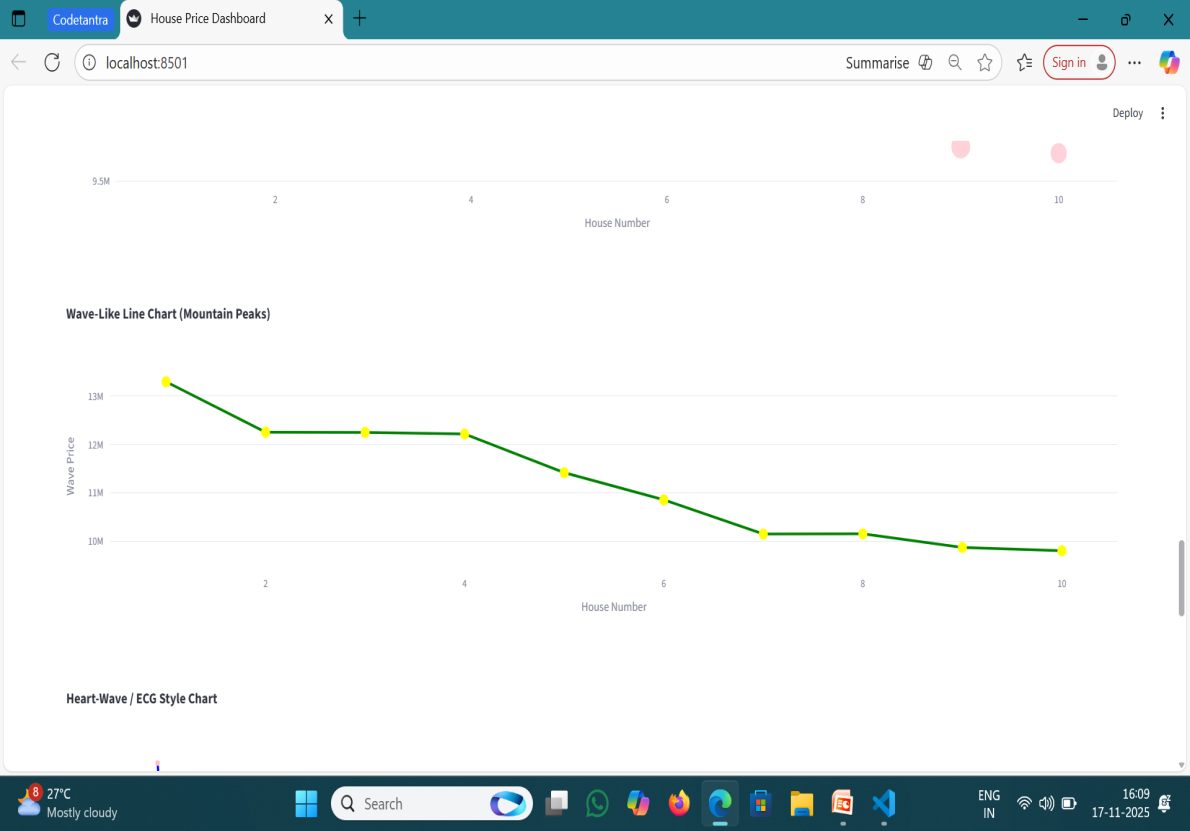 Codetantra
House Price Dashboard
localhost:8501
Summarise
Sign in
Deploy
9.5M
2 4 6 8 10
House Number
Wave-Like Line Chart (Mountain Peaks)
13M
12M
11M
10M
Wave Price
2 4 6 8 10
House Number
Heart-Wave / ECG Style Chart
8
27°C
Mostly cloudy
Search
ENG
IN
16:09
17-11-2025